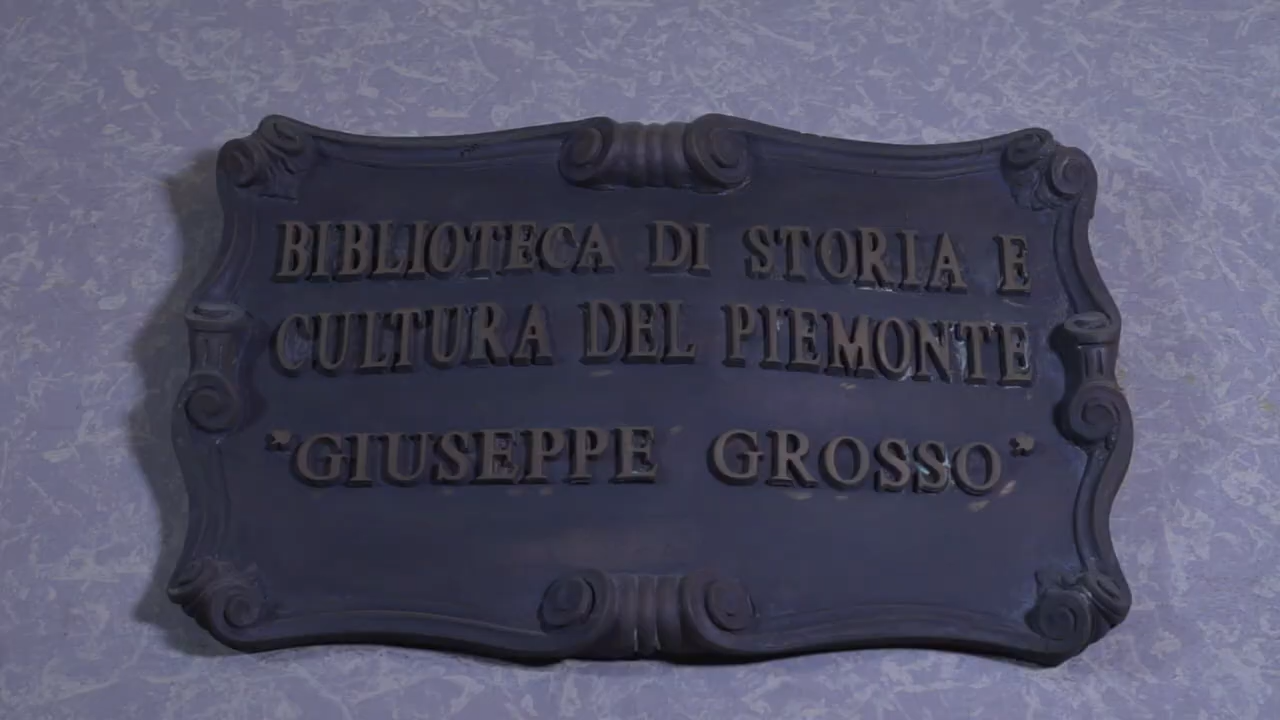 BIBLIOTECA DI STORIA E
CULTURA DEL PIEMONTE
"GIUSEPPE GROSSO"